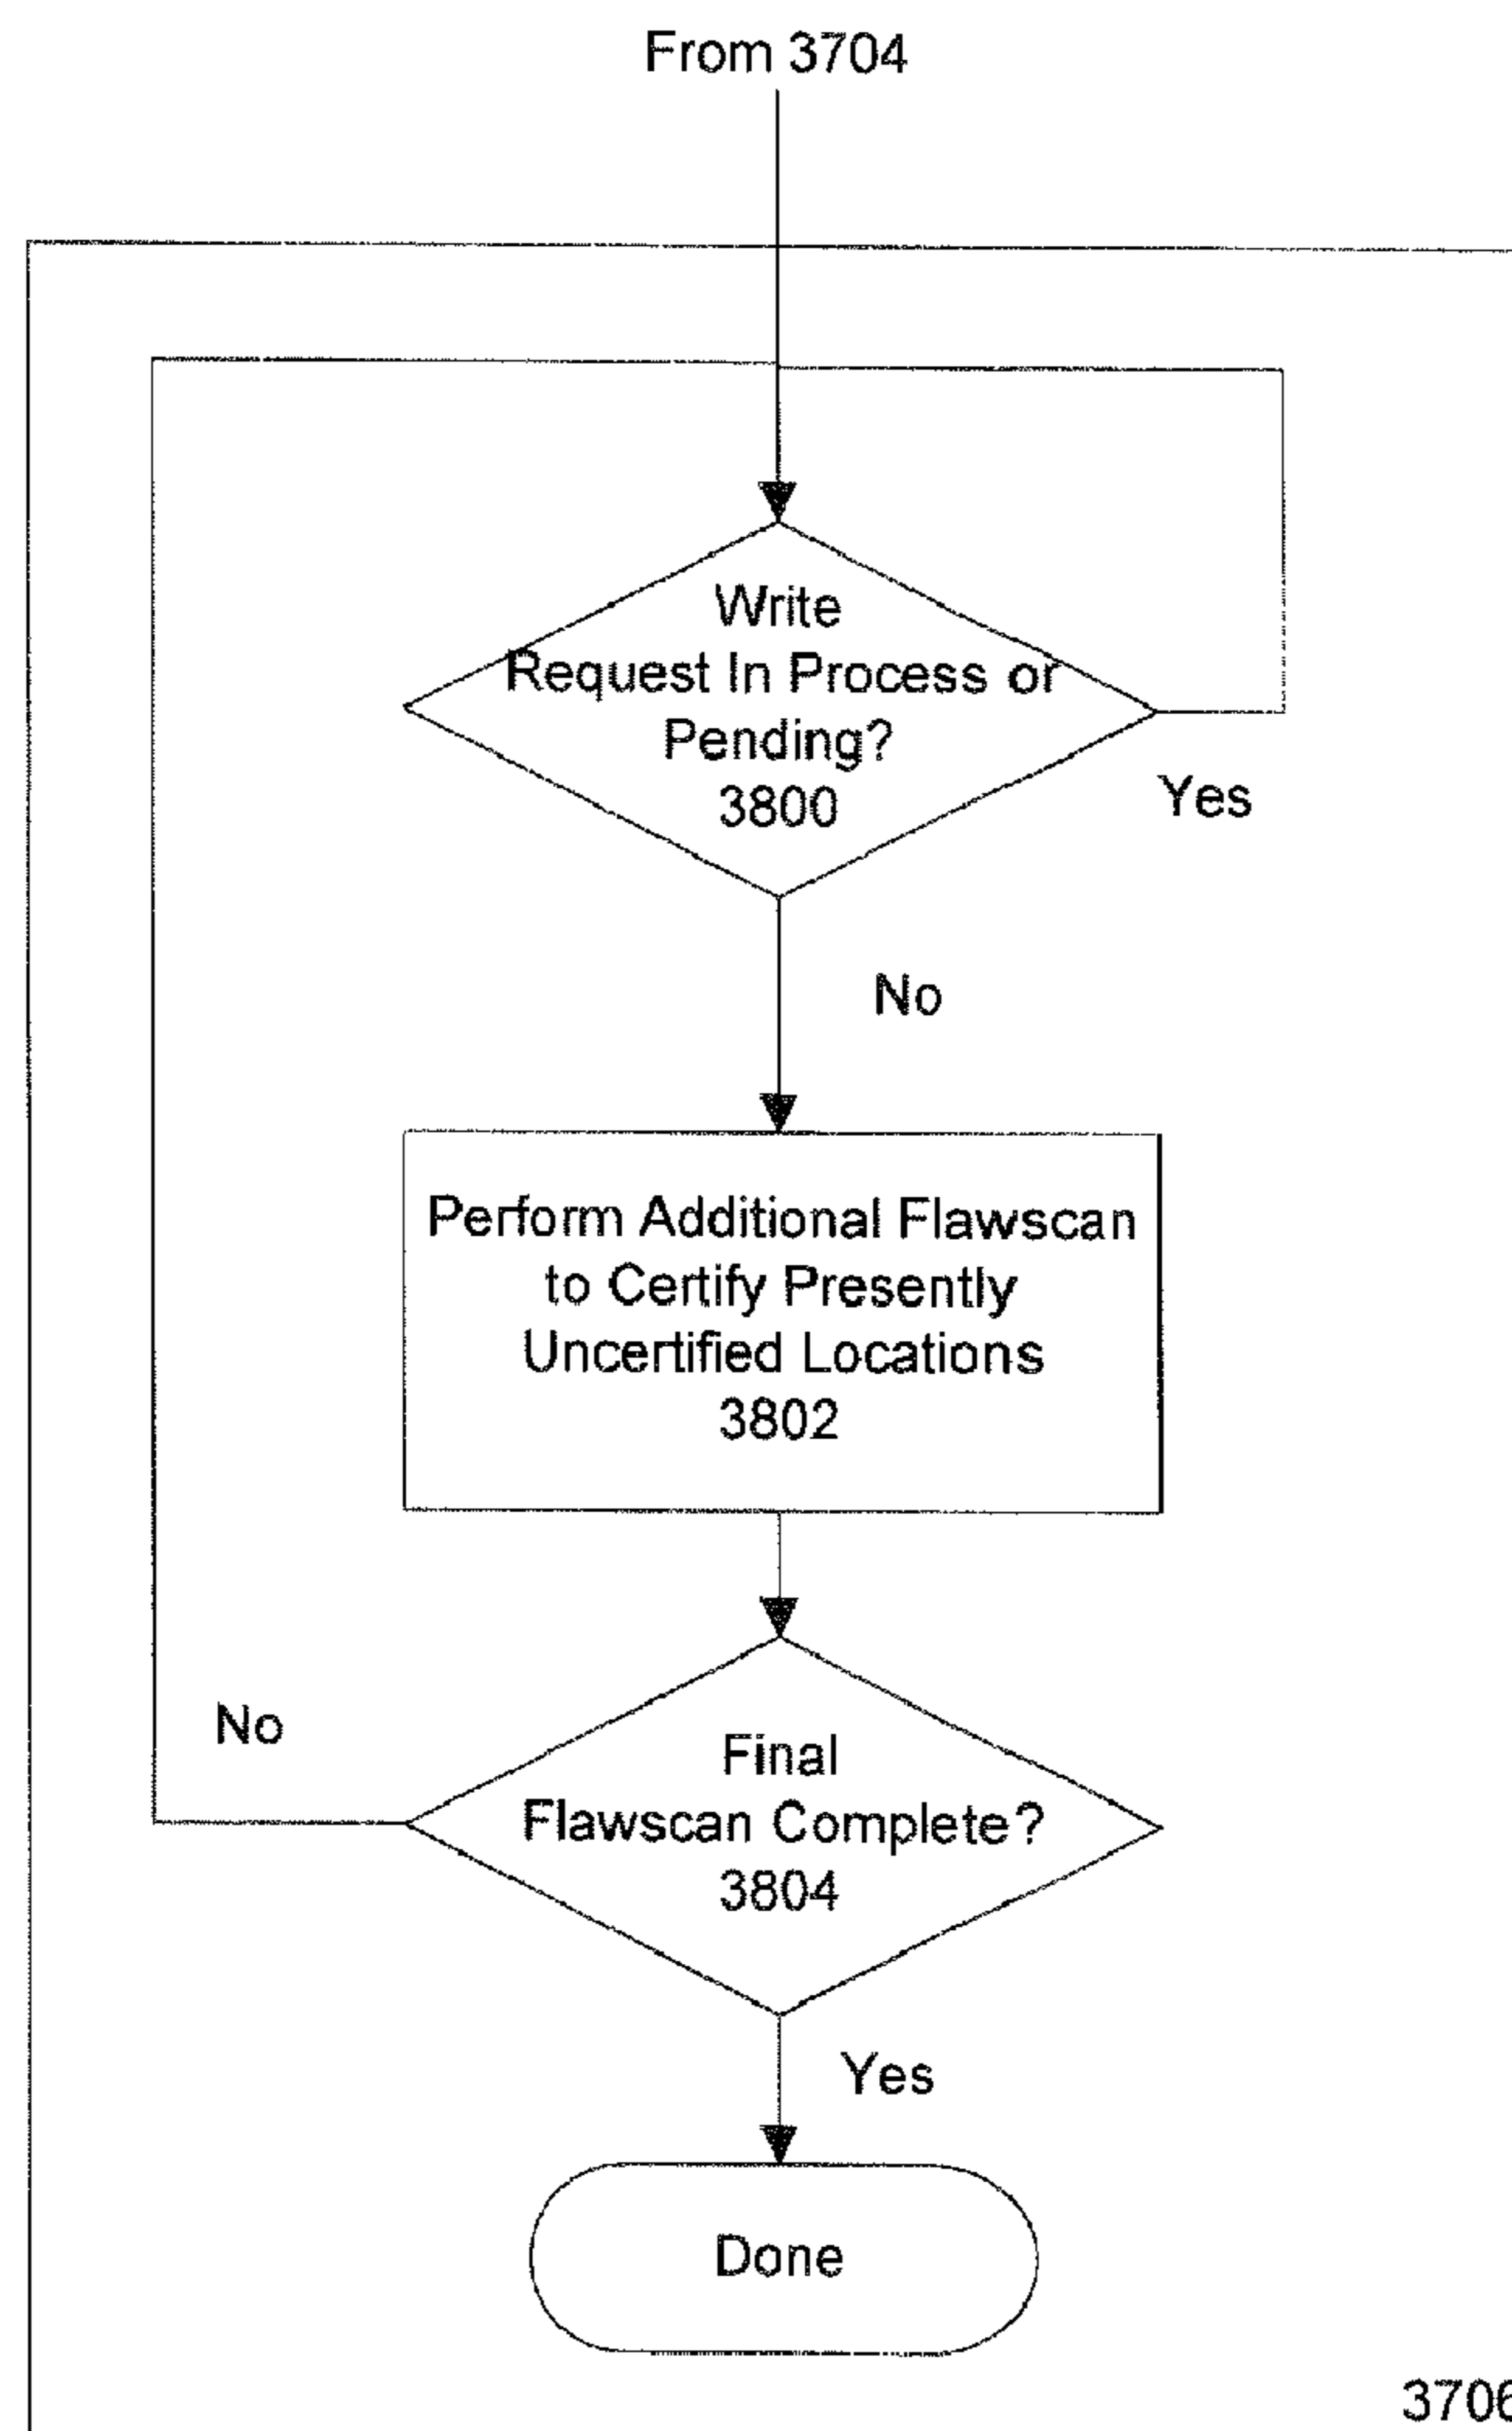 From 3704
Write
Request In Process or
Pending?
3800
Yes
No
Perform Additional Flawscan
to Certify Presently
Uncertified Locations
3802
No
Final
Flawscan Complete?
3804
Yes
Done
3706